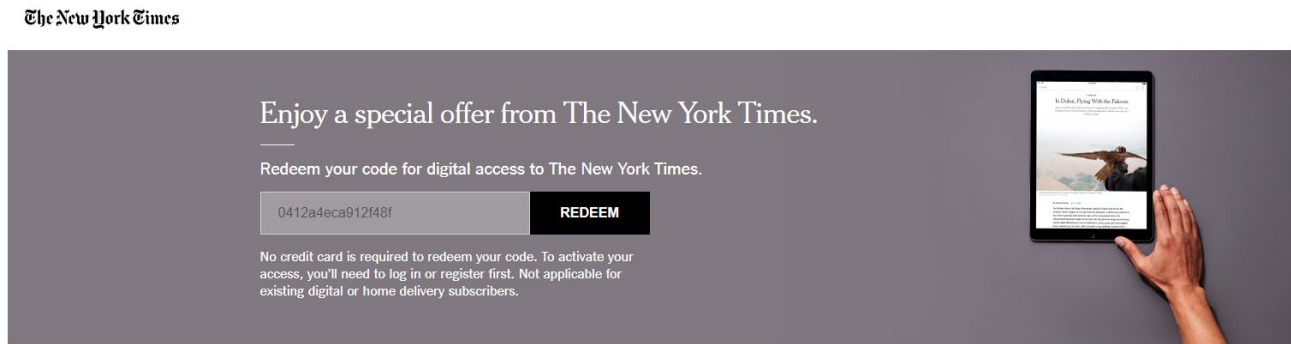 The New York Times
Enjoy a special offer from The New York Times.
Redeem your code for digital access to The New York Times.
0412a4eca912f48f
REDEEM
No credit card is required to redeem your code. To activate your
access, you'll need to log in or register first. Not applicable for
existing digital or home delivery subscribers.
In Dubai, Flying With the Falcons